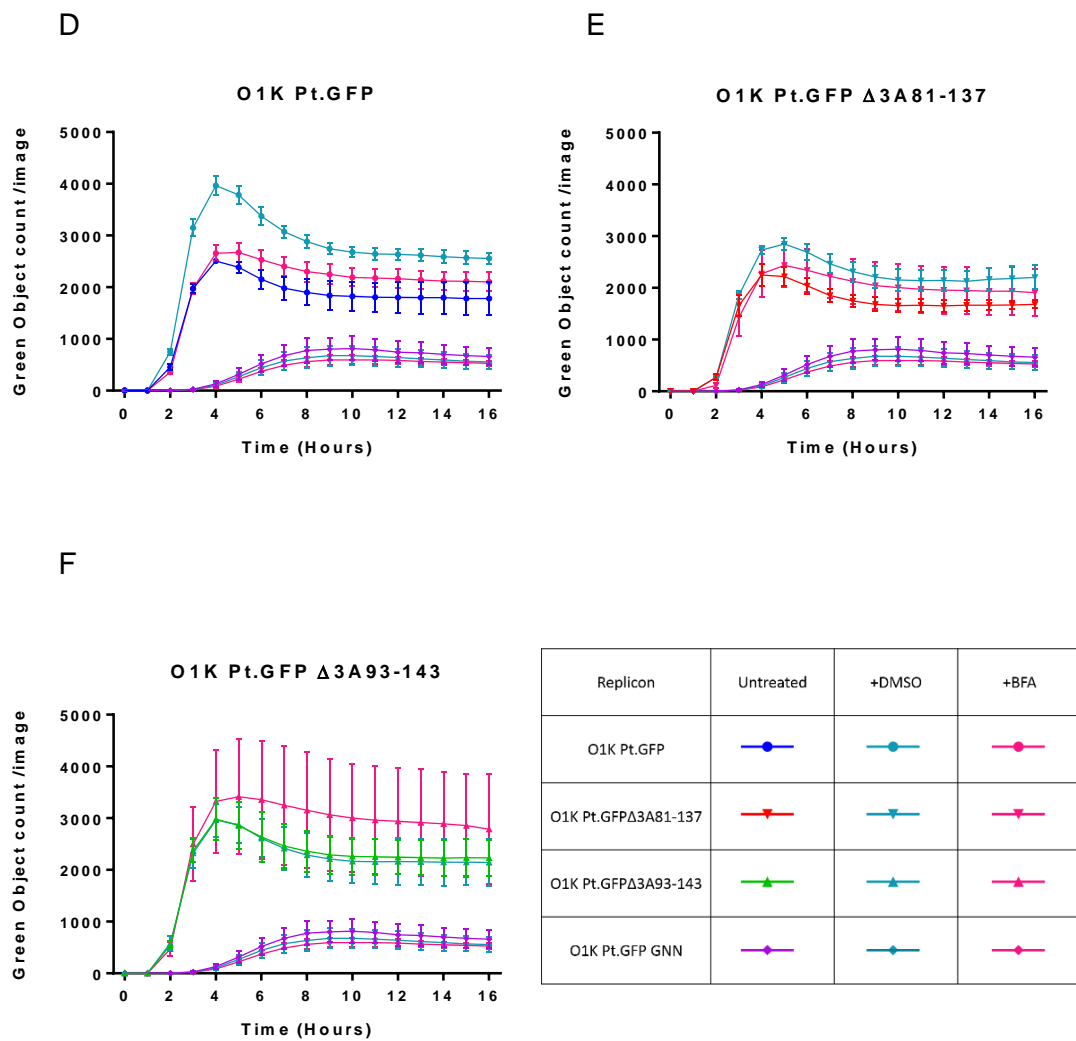 D
O1K Pt.GFP
Green Object count /image
5000
4000
3000
2000
1000
0
0 2 4 6 8 10 12 14 16
Time (Hours)
E
O1K Pt.GFP Δ3A81-137
Green Object count /image
5000
4000
3000
2000
1000
0
0 2 4 6 8 10 12 14 16
Time (Hours)
F
O1K Pt.GFP Δ3A93-143
Green Object count /image
5000
4000
3000
2000
1000
0
0 2 4 6 8 10 12 14 16
Time (Hours)
Replicon Untreated +DMSO +BFA
O1K Pt.GFP
O1K Pt.GFPΔ3A81-137
O1K Pt.GFPΔ3A93-143
O1K Pt.GFP GNN